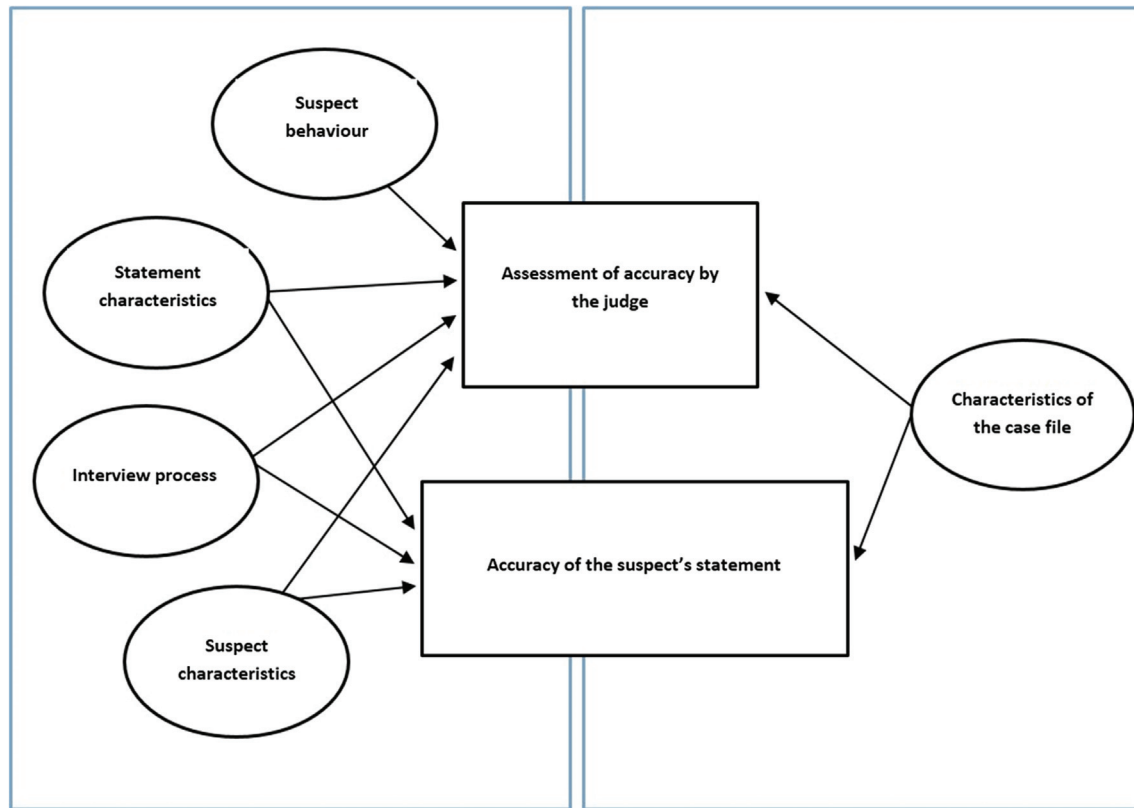 Suspect
behaviour
Statement
characteristics
Assessment of accuracy by
the judge
Characteristics of
the case file
Interview process
Accuracy of the suspect's statement
Suspect
characteristics